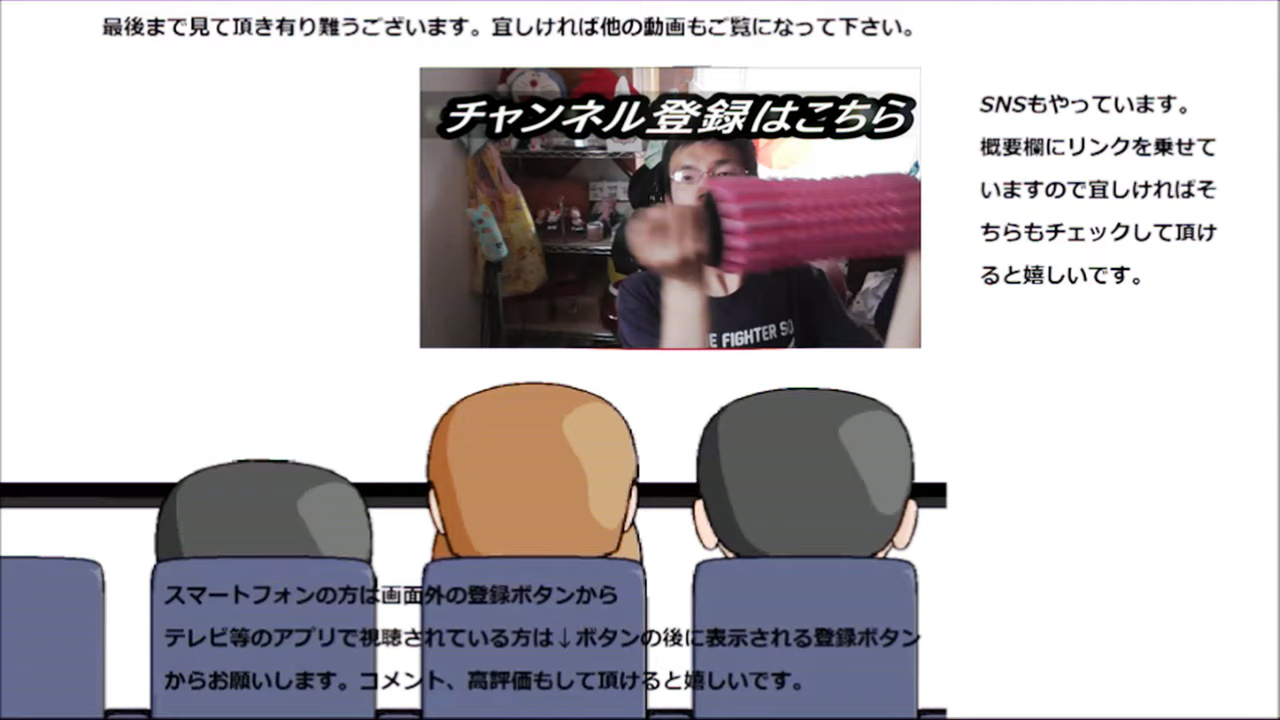 最後まで見て頂き有り難うございます。宜しければ他の動画もご覧になって下さい。
チャンネル登録はこちら
SNSもやっています。
概要欄にリンクを乗せて
いますので宜しければそ
ちらもチェックして頂け
ると嬉しいです。
FIGHTER
スマートフォンの方は画面外の登録ボタンから
テレビ等のアプリで視聴されている方は↓ボタンの後に表示される登録ボタン
からお願いします。コメント、高評価もして頂けると嬉しいです。